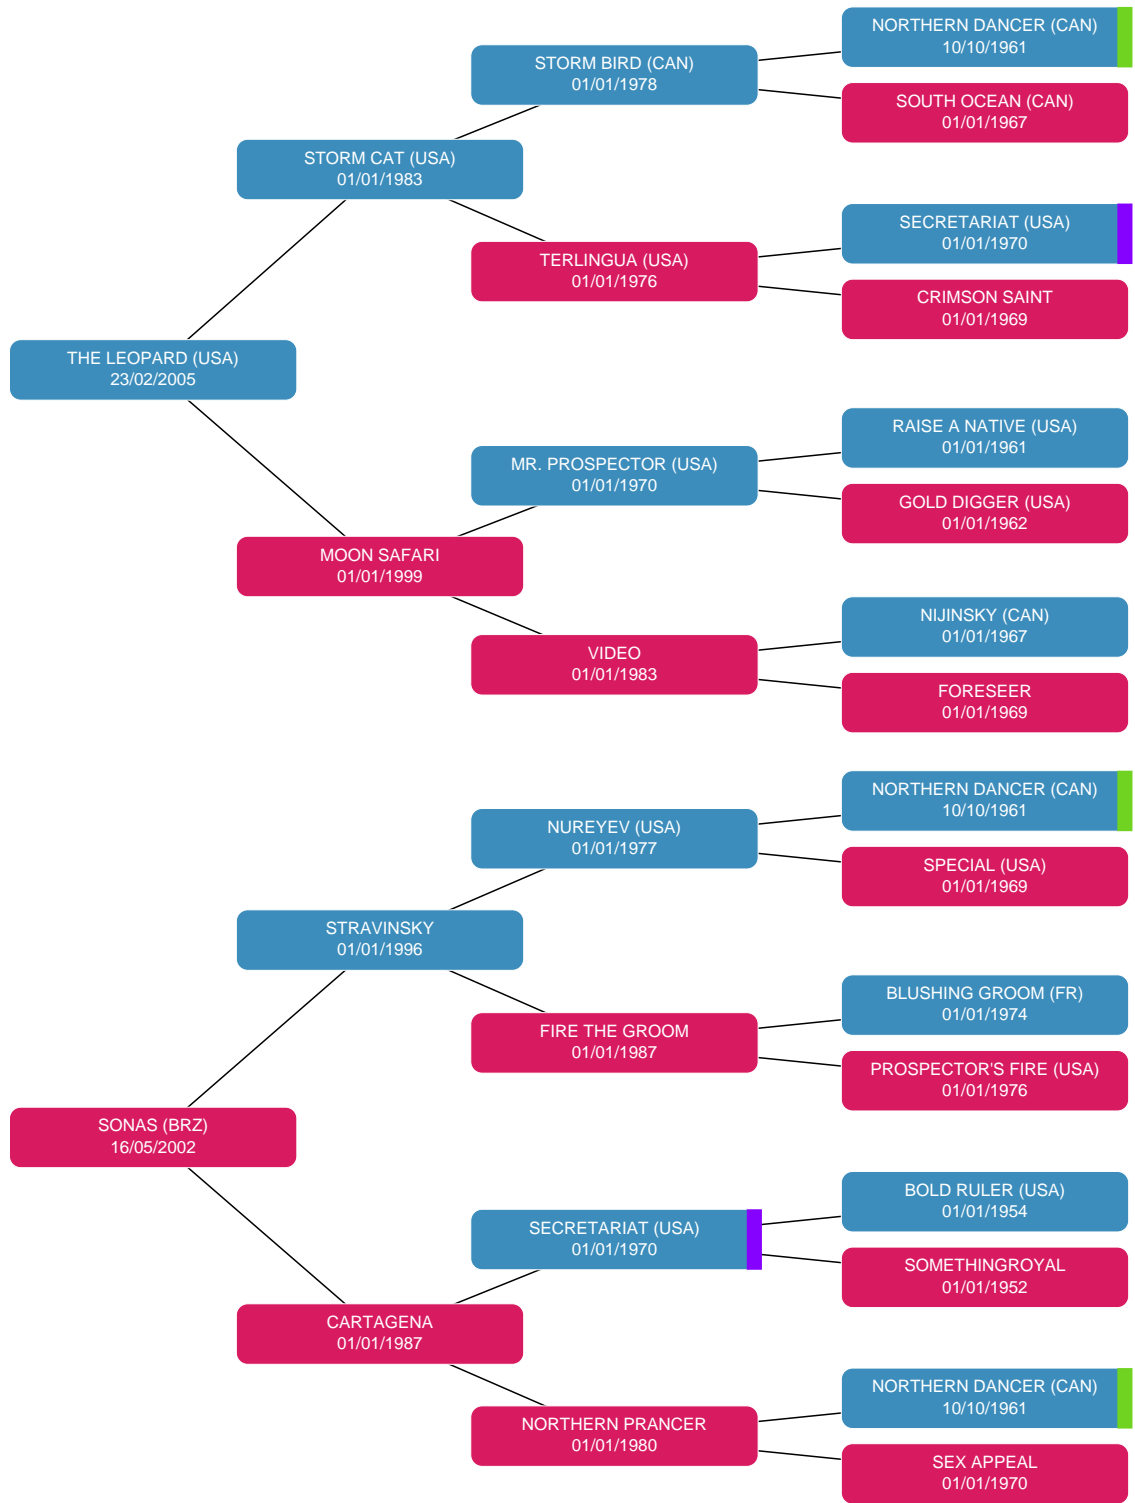 NORTHERN DANCER (CAN)
10/10/1961
STORM BIRD (CAN)
01/01/1978
SOUTH OCEAN (CAN)
01/01/1967
STORM CAT (USA)
01/01/1983
SECRETARIAT (USA)
01/01/1970
TERLINGUA (USA)
01/01/1976
CRIMSON SAINT
01/01/1969
THE LEOPARD (USA)
23/02/2005
RAISE A NATIVE (USA)
01/01/1961
MR. PROSPECTOR (USA)
01/01/1970
GOLD DIGGER (USA)
01/01/1962
MOON SAFARI
01/01/1999
NIJINSKY (CAN)
01/01/1967
VIDEO
01/01/1983
FORESEER
01/01/1969
NORTHERN DANCER (CAN)
10/10/1961
NUREYEV (USA)
01/01/1977
SPECIAL (USA)
01/01/1969
STRAVINSKY
01/01/1996
BLUSHING GROOM (FR)
01/01/1974
FIRE THE GROOM
01/01/1987
PROSPECTOR'S FIRE (USA)
01/01/1976
SONAS (BRZ)
16/05/2002
BOLD RULER (USA)
01/01/1954
SECRETARIAT (USA)
01/01/1970
SOMETHINGROYAL
01/01/1952
CARTAGENA
01/01/1987
NORTHERN DANCER (CAN)
10/10/1961
NORTHERN PRANCER
01/01/1980
SEX APPEAL
01/01/1970